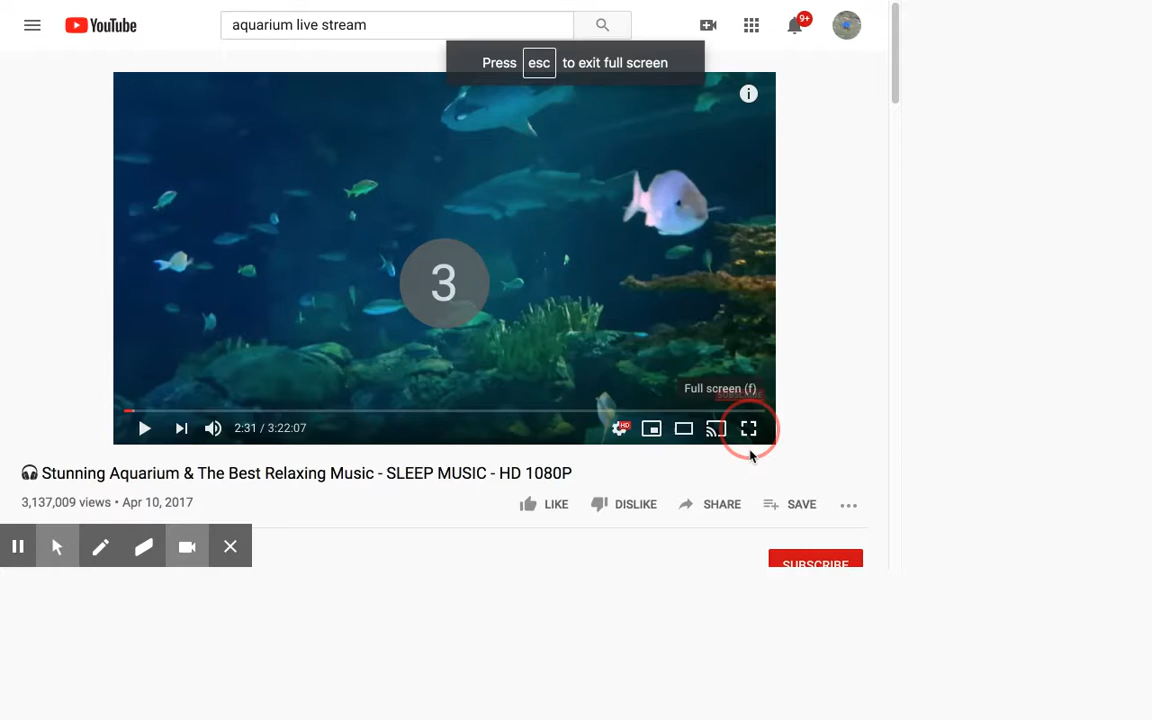 YouTube
aquarium live stream
9+
Press esc to exit full screen
i
3
Full screen (f)
SUBSCRIBE
HD
2:31 / 3:22:07
Stunning Aquarium & The Best Relaxing Music - SLEEP MUSIC - HD 1080P
3,137,009 views • Apr 10, 2017
LIKE DISLIKE SHARE SAVE
SUBSCRIBE